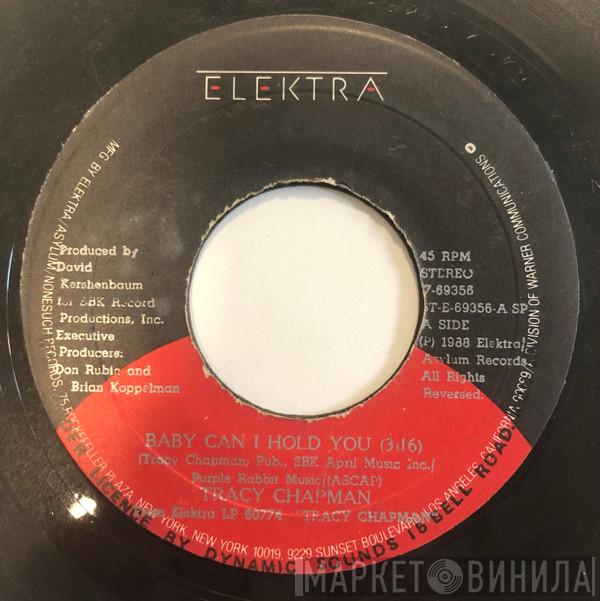 ELEKTRA
Produced by
David
Kershenbaum
for SBK Record
Productions, Inc.
Executive
Producers:
Don Rubin and
Brian Koppelman
45 RPM
STEREO
7-69356
ST-E-69356-A SP
A SIDE
(P) 1988 Elektra/
Asylum Records
All Rights
Reversed.
BABY CAN I HOLD YOU (3:16)
(Tracy Chapman; Pub., SBK April Music Inc./
Purple Rabbit Music/(ASCAP)
TRACY CHAPMAN
From Elektra LP 60774 "TRACY CHAPMAN"
MFG BY ELEKTRA/ASYLUM/NONESUCH RECORDS, 75 ROCKEFELLER PLAZA, NEW YORK, NEW YORK 10019, 9229 SUNSET BOULEVARD, LOS ANGELES, CALIFORNIA 90069 A DIVISION OF WARNER COMMUNICATIONS
UNDER LICENCE BY DYNAMIC SOUNDS 15 BELL ROAD
МАРКЕТ ВИНИЛА